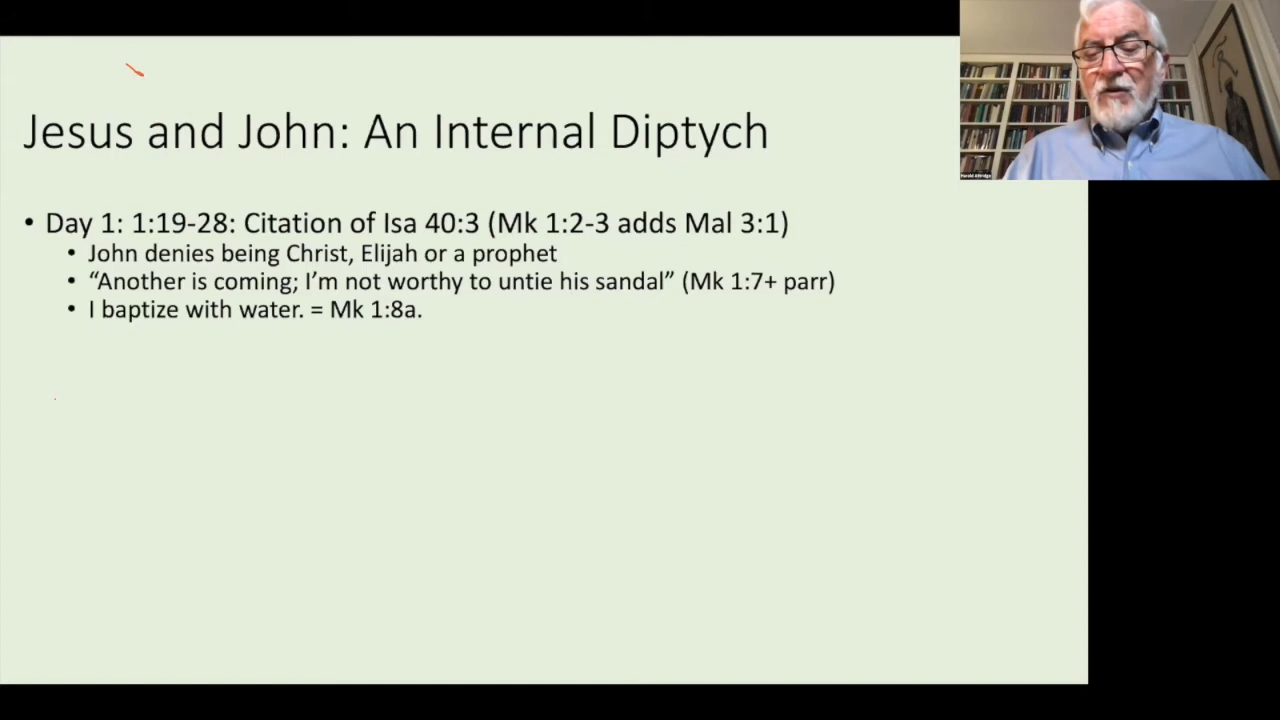 Jesus and John: An Internal Diptych
• Day 1: 1:19-28: Citation of Isa 40:3 (Mk 1:2-3 adds Mal 3:1)
• John denies being Christ, Elijah or a prophet
• “Another is coming; I’m not worthy to untie his sandal” (Mk 1:7+ parr)
• I baptize with water. = Mk 1:8a.
Harold Attridge